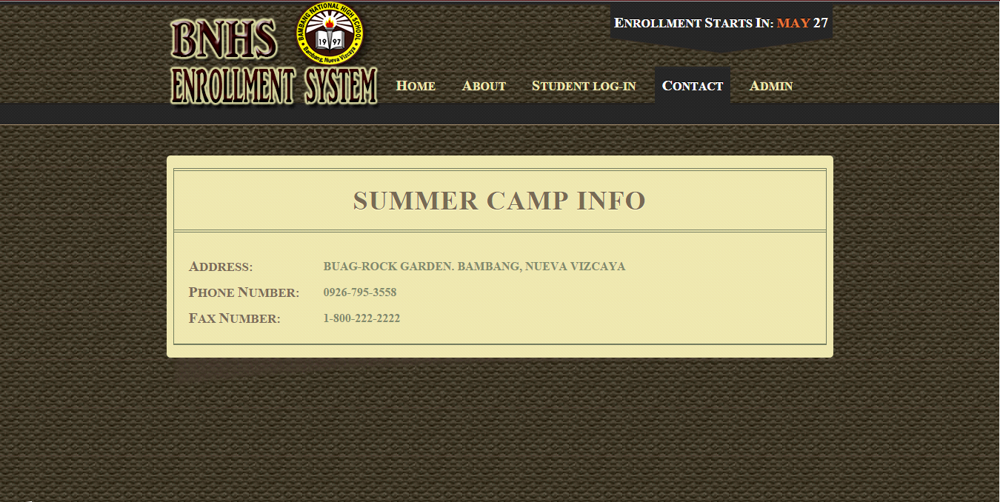 BNHS
BAMBANG NATIONAL HIGH SCHOOL
1997
Bambang, Nueva Vizcaya
ENROLLMENT SYSTEM
ENROLLMENT STARTS IN: MAY 27
HOME ABOUT STUDENT LOG-IN CONTACT ADMIN
SUMMER CAMP INFO
ADDRESS: BUAG-ROCK GARDEN. BAMBANG, NUEVA VIZCAYA
PHONE NUMBER: 0926-795-3558
FAX NUMBER: 1-800-222-2222